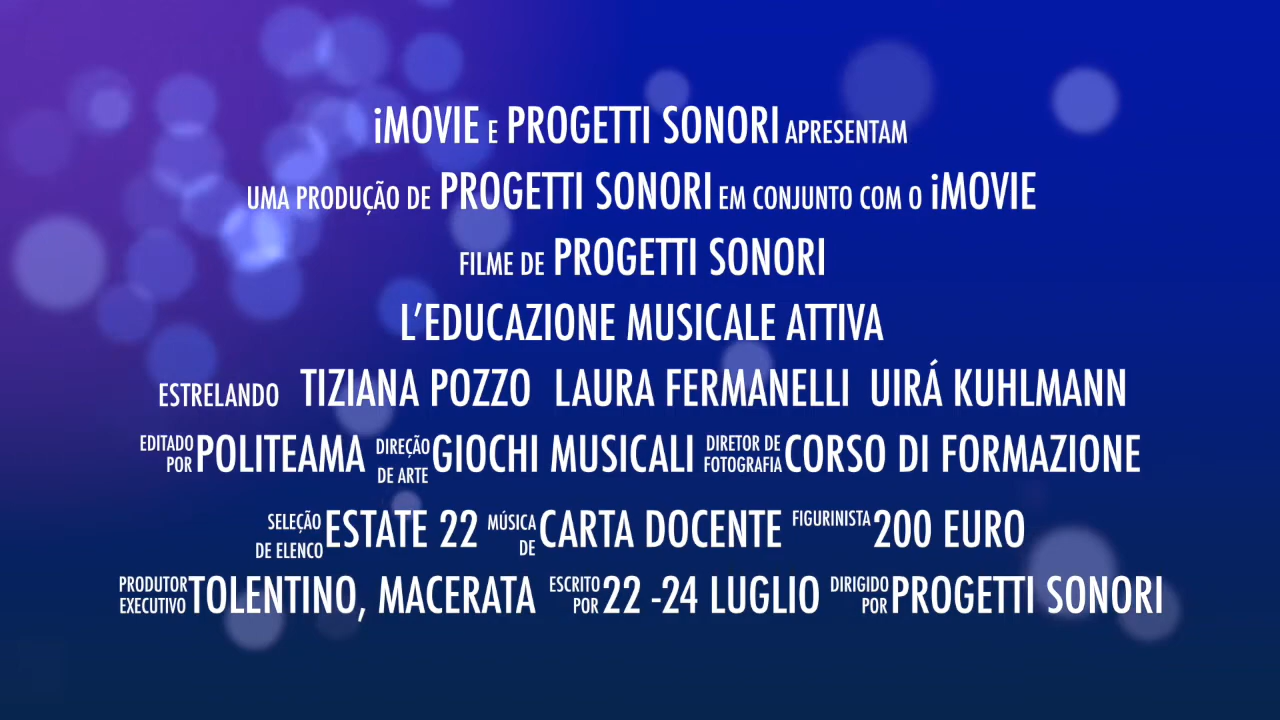 iMOVIE E PROGETTI SONORI APRESENTAM
UMA PRODUÇÃO DE PROGETTI SONORI EM CONJUNTO COM O iMOVIE
FILME DE PROGETTI SONORI
L’EDUCAZIONE MUSICALE ATTIVA
ESTRELANDO TIZIANA POZZO LAURA FERMANELLI UIRÁ KUHLMANN
EDITADO POR POLITEAMA DIREÇÃO DE ARTE GIOCHI MUSICALI DIRETOR DE FOTOGRAFIA CORSO DI FORMAZIONE
SELEÇÃO DE ELENCO ESTATE 22 MÚSICA DE CARTA DOCENTE FIGURINISTA 200 EURO
PRODUTOR EXECUTIVO TOLENTINO, MACERATA ESCRITO POR 22 -24 LUGLIO DIRIGIDO POR PROGETTI SONORI